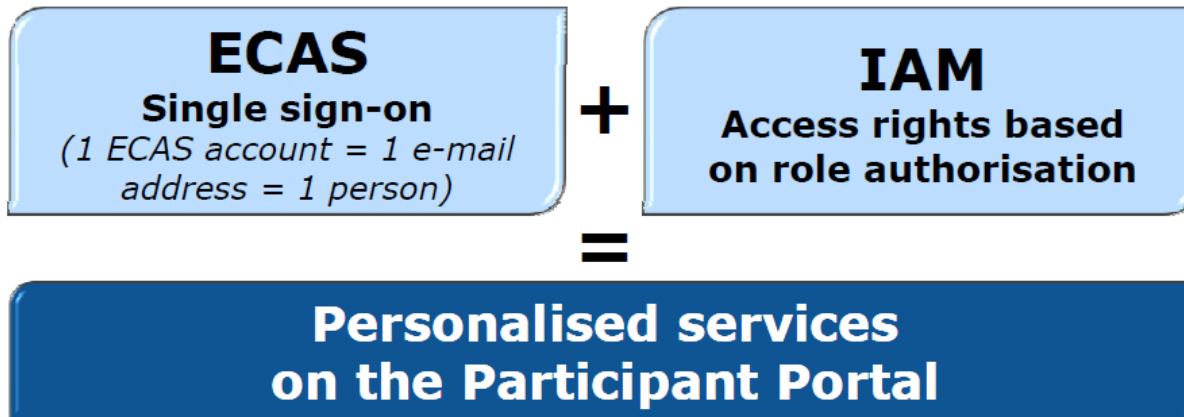 ECAS
Single sign-on
(1 ECAS account = 1 e-mail
address = 1 person)
+
IAM
Access rights based
on role authorisation
=
Personalised services
on the Participant Portal